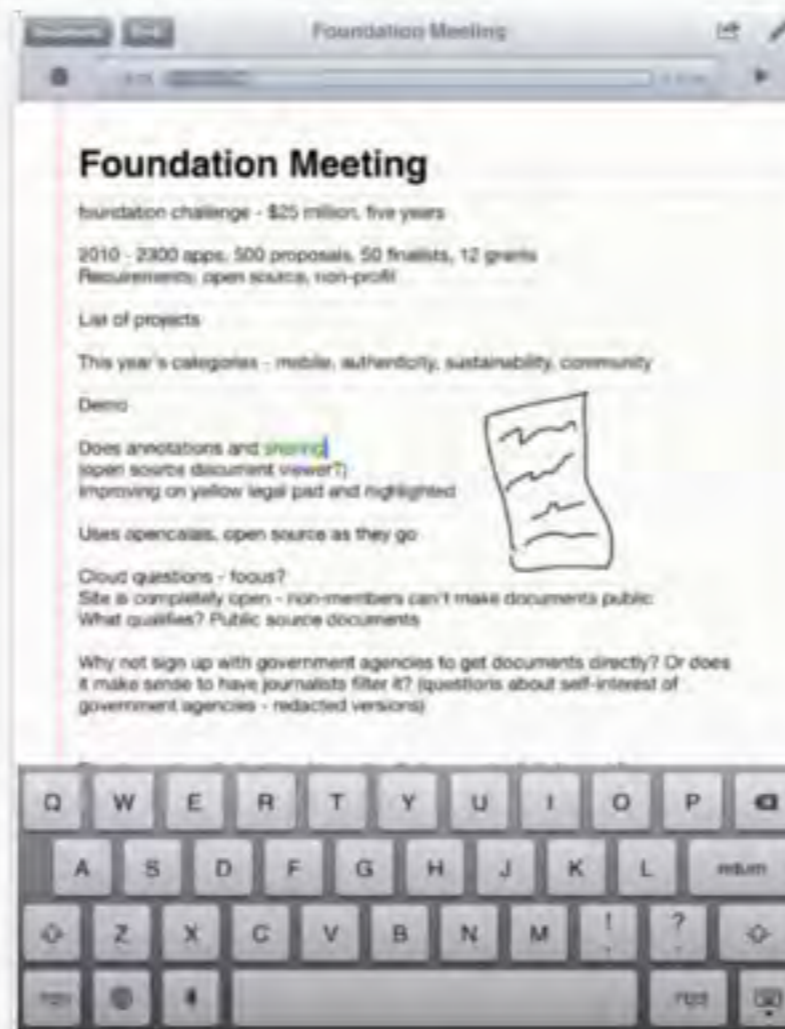 Foundation Meeting
Foundation Meeting
foundation challenge - $25 million, five years
2010 - 2300 apps, 500 proposals, 50 finalists, 12 grants
Requirements: open source, non-profit
List of projects
This year's categories - mobile, authenticity, sustainability, community
Demo
Does annotations and sharing
(open source document viewer?)
Improving on yellow legal pad and highlighted
Uses opencalais, open source as they go
Cloud questions - focus?
Site is completely open - non-members can't make documents public
What qualifies? Public source documents
Why not sign up with government agencies to get documents directly? Or does
it make sense to have journalists filter it? (questions about self-interest of
government agencies - redacted versions)
Q W E R T Y U I O P
A S D F G H J K L return
Z X C V B N M ! , ? .